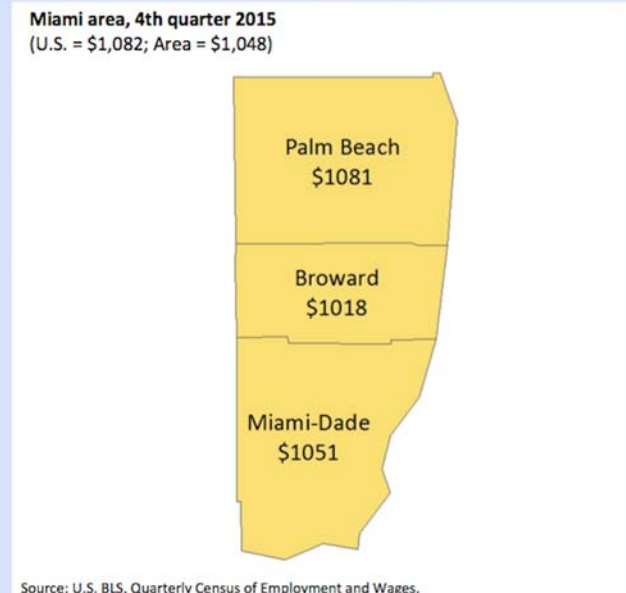 Miami area, 4th quarter 2015
(U.S. = $1,082; Area = $1,048)
Palm Beach
$1081
Broward
$1018
Miami-Dade
$1051
Source: U.S. BLS, Quarterly Census of Employment and Wages.